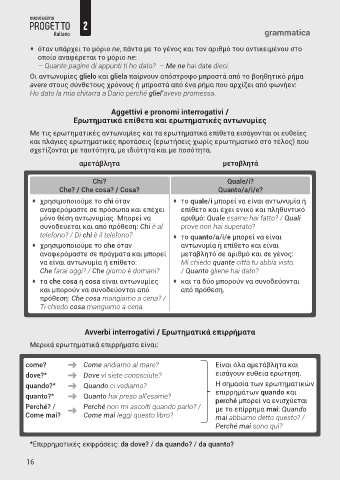 nuovissimo
PROGETTO 2
italiano
grammatica
• όταν υπάρχει το μόριο ne, πάντα με το γένος και τον αριθμό του αντικειμένου στο
οποίο αναφέρεται το μόριο ne:
– Quante pagine di appunti ti ho dato? – Me ne hai date dieci.
Οι αντωνυμίες glielo και gliela παίρνουν απόστροφο μπροστά από το βοηθητικό ρήμα
avere στους σύνθετους χρόνους ή μπροστά από ένα ρήμα που αρχίζει από φωνήεν:
Ho dato la mia chitarra a Dario perché gliel'avevo promessa.
Aggettivi e pronomi interrogativi /
Ερωτηματικά επίθετα και ερωτηματικές αντωνυμίες
Με τις ερωτηματικές αντωνυμίες και τα ερωτηματικά επίθετα εισάγονται οι ευθείες
και πλάγιες ερωτηματικές προτάσεις (ερωτήσεις χωρίς ερωτηματικό στο τέλος) που
σχετίζονται με ταυτότητα, με ιδιότητα και με ποσότητα.
αμετάβλητα μεταβλητά
Chi? Quale/i?
Che? / Che cosa? / Cosa? Quanto/a/i/e?
• χρησιμοποιούμε το chi όταν
αναφερόμαστε σε πρόσωπα και επέχει
μόνο θέση αντωνυμίας. Μπορεί να
συνοδεύεται και από πρόθεση: Chi è al
telefono? / Di chi è il telefono?
• χρησιμοποιούμε το che όταν
αναφερόμαστε σε πράγματα και μπορεί
να είναι αντωνυμία ή επίθετο:
Che farai oggi? / Che giorno è domani?
• τα che cosa ή cosa είναι αντωνυμίες
και μπορούν να συνοδεύονται από
πρόθεση: Che cosa mangiamo a cena? /
Ti chiedo cosa mangiamo a cena.
• το quale/i μπορεί να είναι αντωνυμία ή
επίθετο και έχει ενικό και πληθυντικό
αριθμό: Quale esame hai fatto? / Quali
prove non hai superato?
• το quanto/a/i/e μπορεί να είναι
αντωνυμία ή επίθετο και είναι
μεταβλητό σε αριθμό και σε γένος:
Mi chiedo quante città tu abbia visto.
/ Quanto gliene hai dato?
• και τα δύο μπορούν να συνοδεύονται
από πρόθεση.
Avverbi interrogativi / Ερωτηματικά επιρρήματα
Μερικά ερωτηματικά επιρρήματα είναι:
come? ➜ Come andiamo al mare?
dove?* ➜ Dove vi siete conosciute?
quando?* ➜ Quando ci vediamo?
quanto?* ➜ Quanto hai preso all'esame?
Perché? / ➜ Perché non mi ascolti quando parlo? /
Come mai? Come mai leggi questo libro?
Είναι όλα αμετάβλητα και
εισάγουν ευθεία ερώτηση.
Η σημασία των ερωτηματικών
επιρρημάτων quando και
perché μπορεί να ενισχύεται
με το επίρρημα mai: Quando
mai abbiamo detto questo? /
Perché mai sono qui?
*Επιρρηματικές εκφράσεις: da dove? / da quando? / da quanto?
16